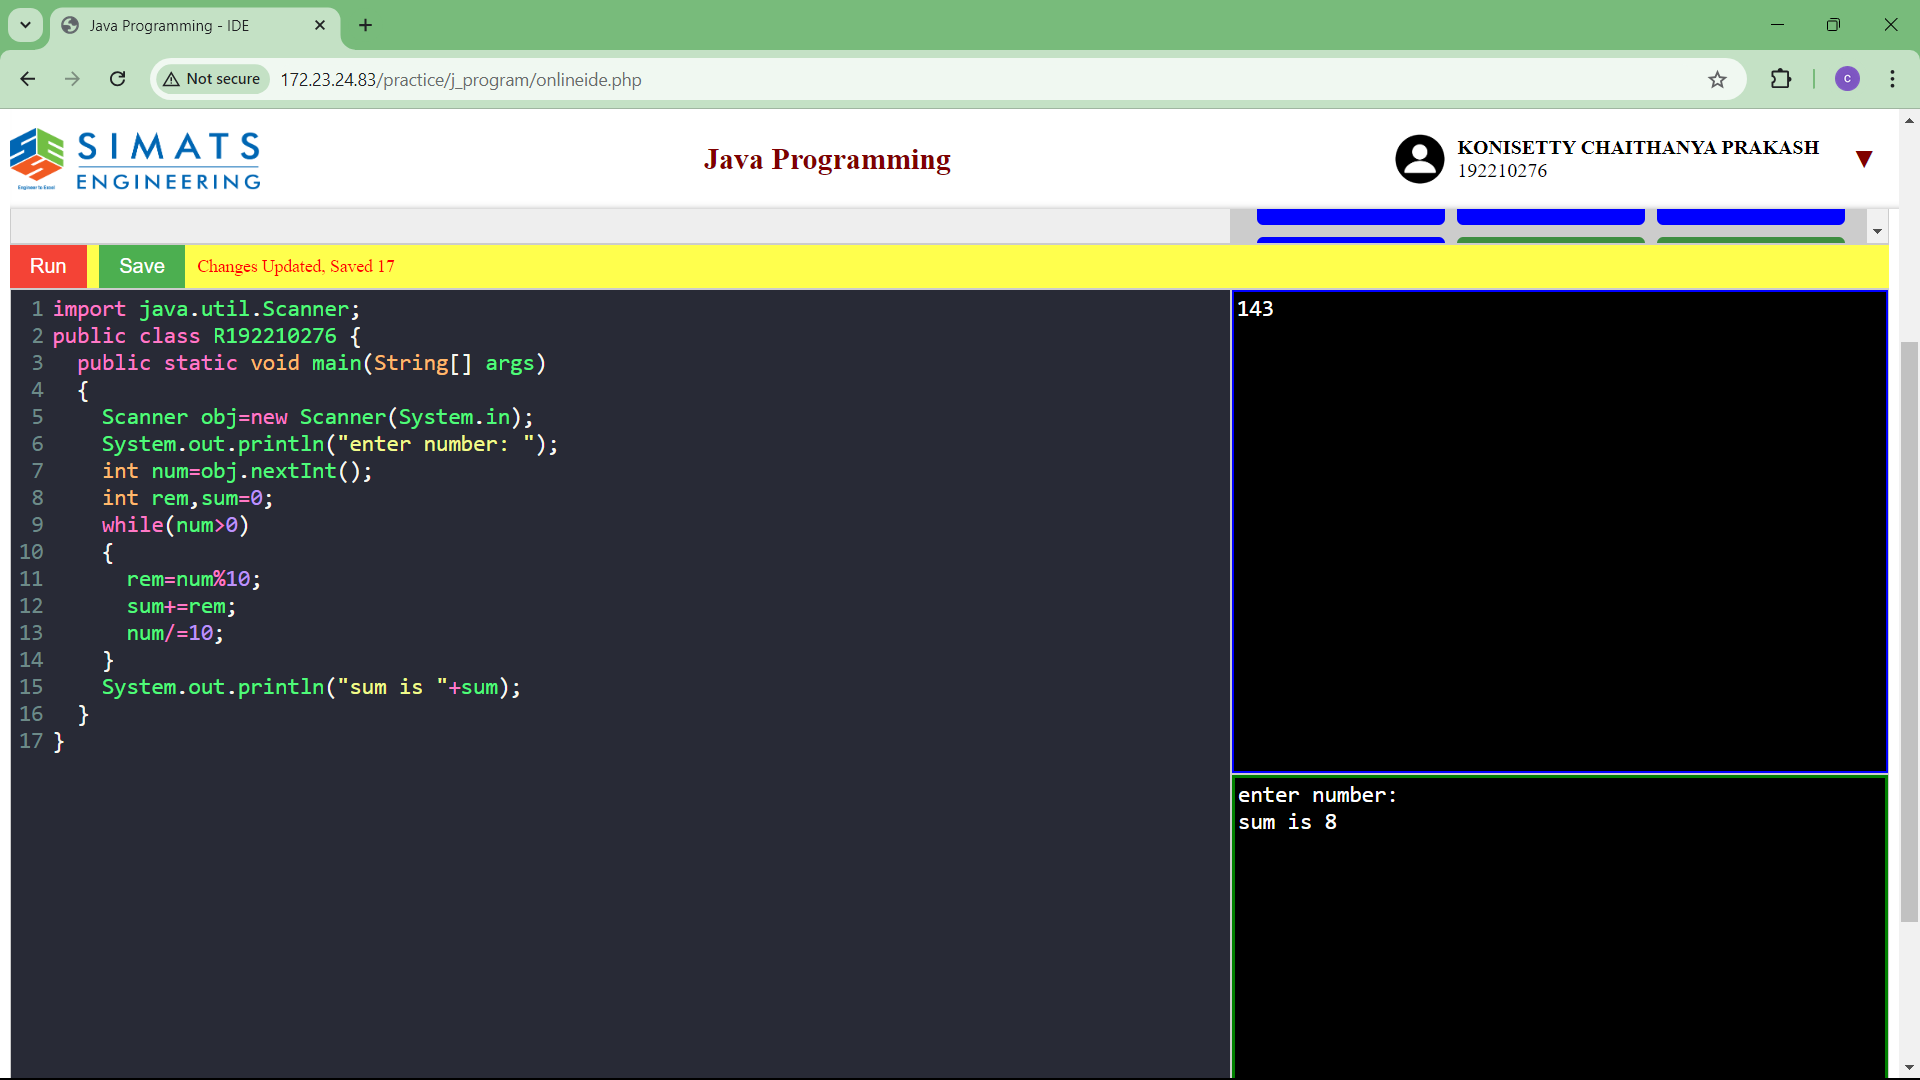 Java Programming - IDE
Not secure
172.23.24.83/practice/j_program/onlineide.php
C
SIMATS
ENGINEERING
Engineer to Excel
Java Programming
KONISETTY CHAITHANYA PRAKASH
192210276
Run
Save
Changes Updated, Saved 17
1 import java.util.Scanner;
2 public class R192210276 {
3   public static void main(String[] args)
4   {
5     Scanner obj=new Scanner(System.in);
6     System.out.println("enter number: ");
7     int num=obj.nextInt();
8     int rem,sum=0;
9     while(num>0)
10     {
11       rem=num%10;
12       sum+=rem;
13       num/=10;
14     }
15     System.out.println("sum is "+sum);
16   }
17 }
143
enter number:
sum is 8